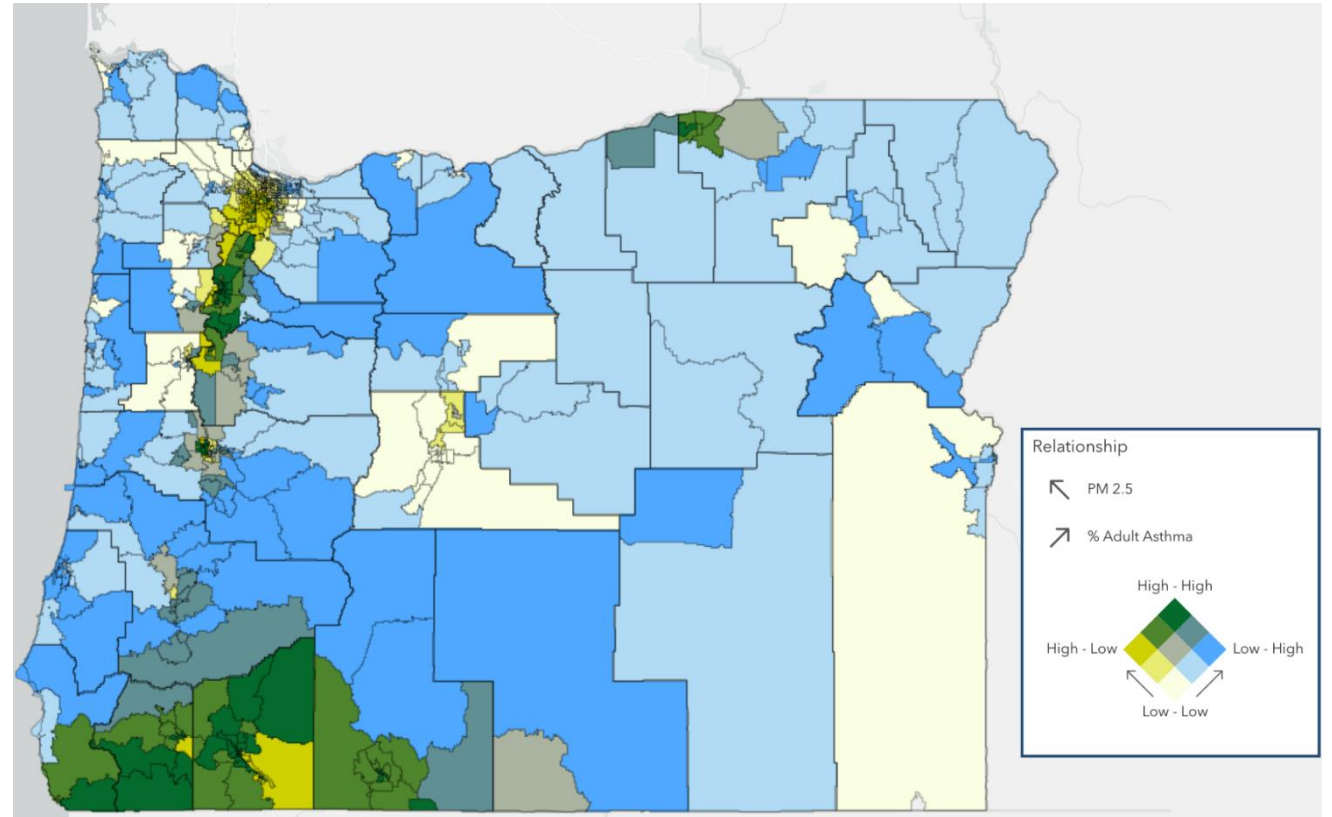 Relationship
PM 2.5
% Adult Asthma
High - High
High - Low
Low - High
Low - Low